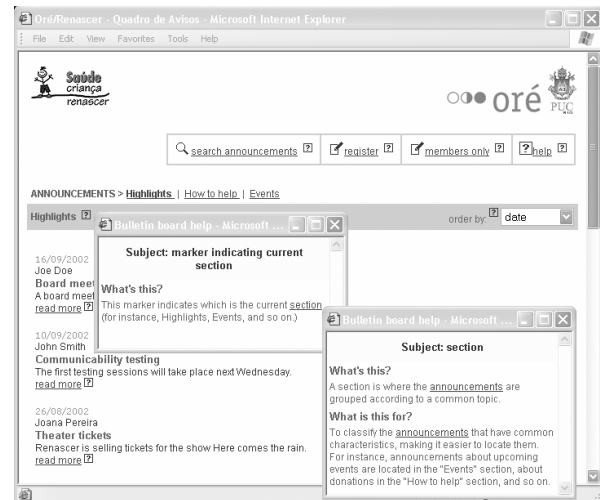 Oré/Renascer - Quadro de Avisos - Microsoft Internet Explorer
File Edit View Favorites Tools Help
Saúde
criança
renascer
oré
PUC
search announcements ? register ? members only ? ? help ?
ANNOUNCEMENTS > Highlights | How to help | Events
Highlights ? order by: ? date
Bulletin board help - Microsoft ...
Subject: marker indicating current
section
What's this?
This marker indicates which is the current section
(for instance, Highlights, Events, and so on.)
16/09/2002
Joe Doe
Board meet
A board meet
read more ?
10/09/2002
John Smith
Communicability testing
The first testing sessions will take place next Wednesday.
read more ?
26/08/2002
Joana Pereira
Theater tickets
Renascer is selling tickets for the show Here comes the rain.
read more ?
Bulletin board help - Microsoft ...
Subject: section
What's this?
A section is where the announcements are
grouped according to a common topic.
What is this for?
To classify the announcements that have common
characteristics, making it easier to locate them.
For instance, announcements about upcoming
events are located in the "Events" section, about
donations in the "How to help" section, and so on.